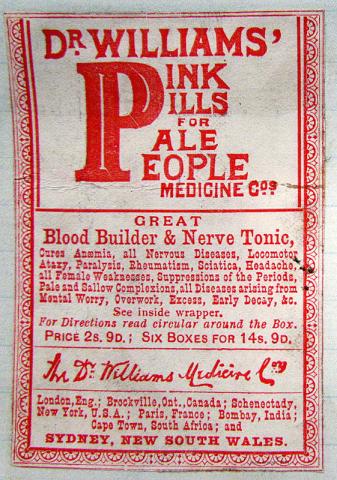 DR. WILLIAMS'
PINK
PILLS
FOR
PALE
PEOPLE
MEDICINE Cos.
GREAT
Blood Builder & Nerve Tonic,
Cures Anæmia, all Nervous Diseases, Locomotor
Ataxy, Paralysis, Rheumatism, Sciatica, Headache,
all Female Weaknesses, Suppressions of the Periods,
Pale and Sallow Complexions, all Diseases arising from
Mental Worry, Overwork, Excess, Early Decay, &c.
See inside wrapper.
For Directions read circular around the Box.
PRICE 2s. 9D.; SIX BOXES FOR 14s. 9D.
The Dr. Williams Medicine Coy
London, Eng.; Brockville, Ont., Canada; Schenectady,
New York, U.S.A.; Paris, France; Bombay, India;
Cape Town, South Africa; and
SYDNEY, NEW SOUTH WALES.